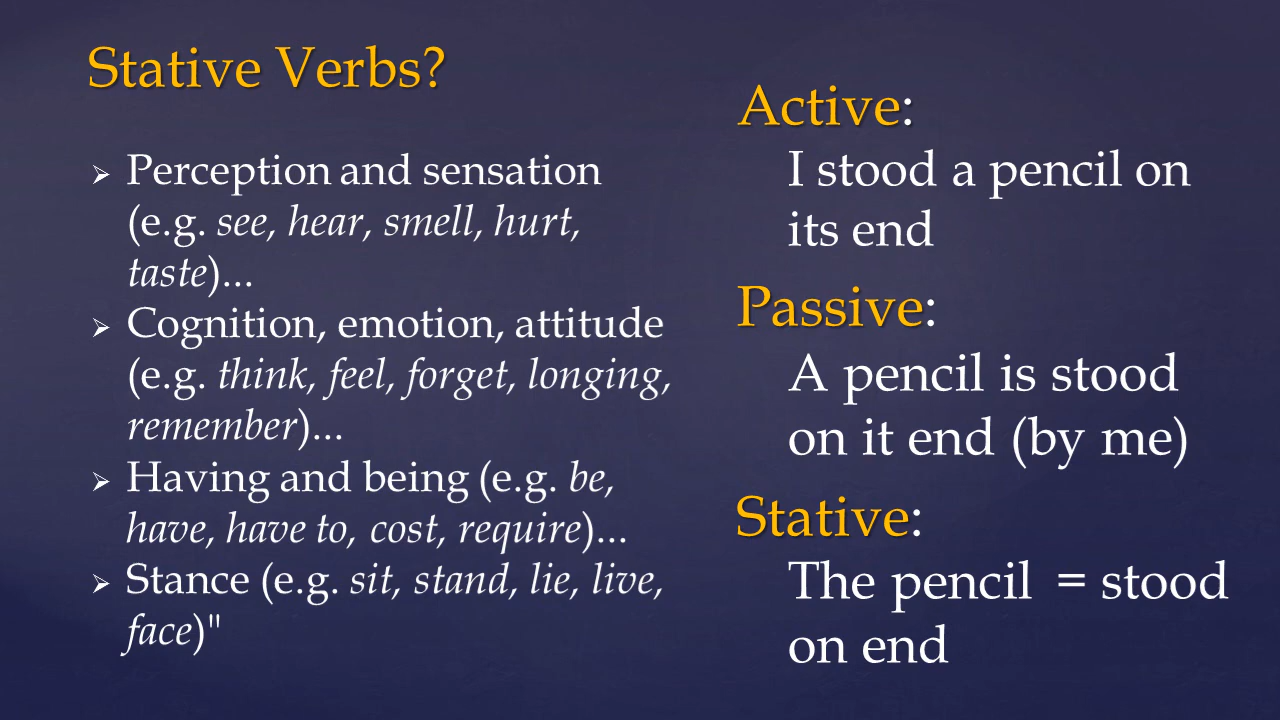 Stative Verbs?
Perception and sensation
(e.g. see, hear, smell, hurt,
taste)...
Cognition, emotion, attitude
(e.g. think, feel, forget, longing,
remember)...
Having and being (e.g. be,
have, have to, cost, require)...
Stance (e.g. sit, stand, lie, live,
face)"
Active:
I stood a pencil on
its end
Passive:
A pencil is stood
on it end (by me)
Stative:
The pencil = stood
on end